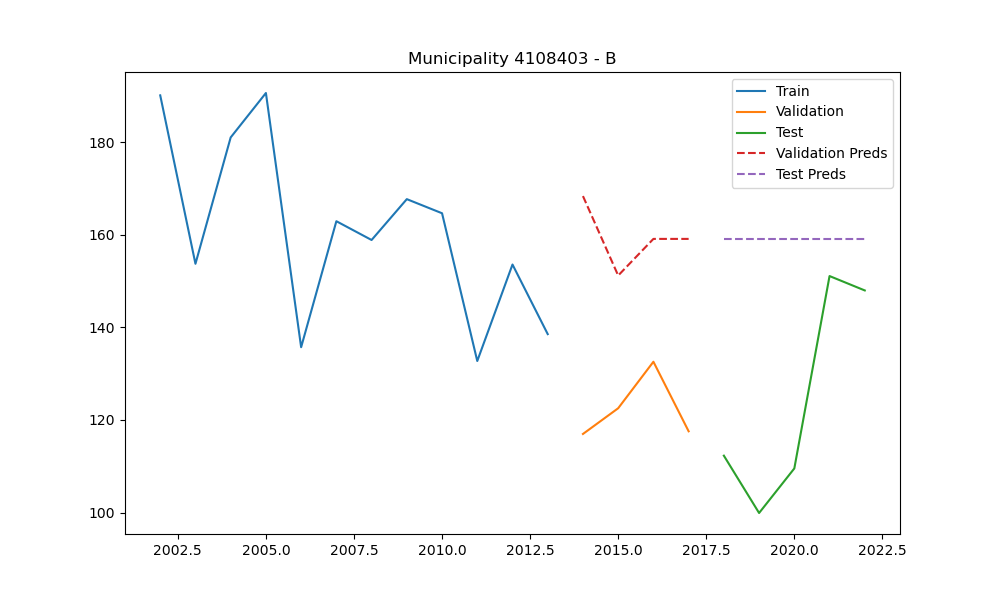 Municipality 4108403 - B
Train
Validation
Test
Validation Preds
Test Preds
180
160
140
120
100
2002.5 2005.0 2007.5 2010.0 2012.5 2015.0 2017.5 2020.0 2022.5